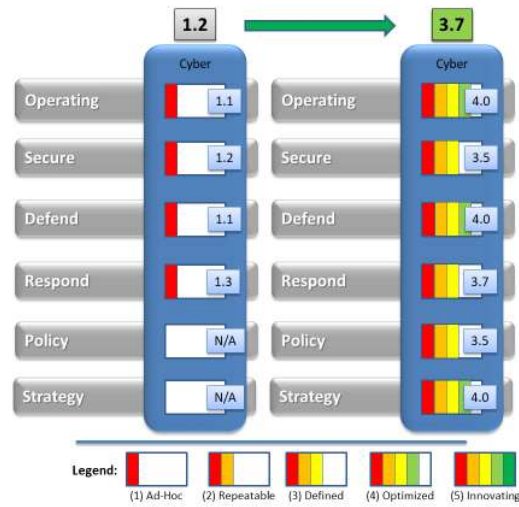 1.2 3.7
Cyber Cyber
Operating 1.1 Operating 4.0
Secure 1.2 Secure 3.5
Defend 1.1 Defend 4.0
Respond 1.3 Respond 3.7
Policy N/A Policy 3.5
Strategy N/A Strategy 4.0
Legend:
(1) Ad-Hoc (2) Repeatable (3) Defined (4) Optimized (5) Innovating